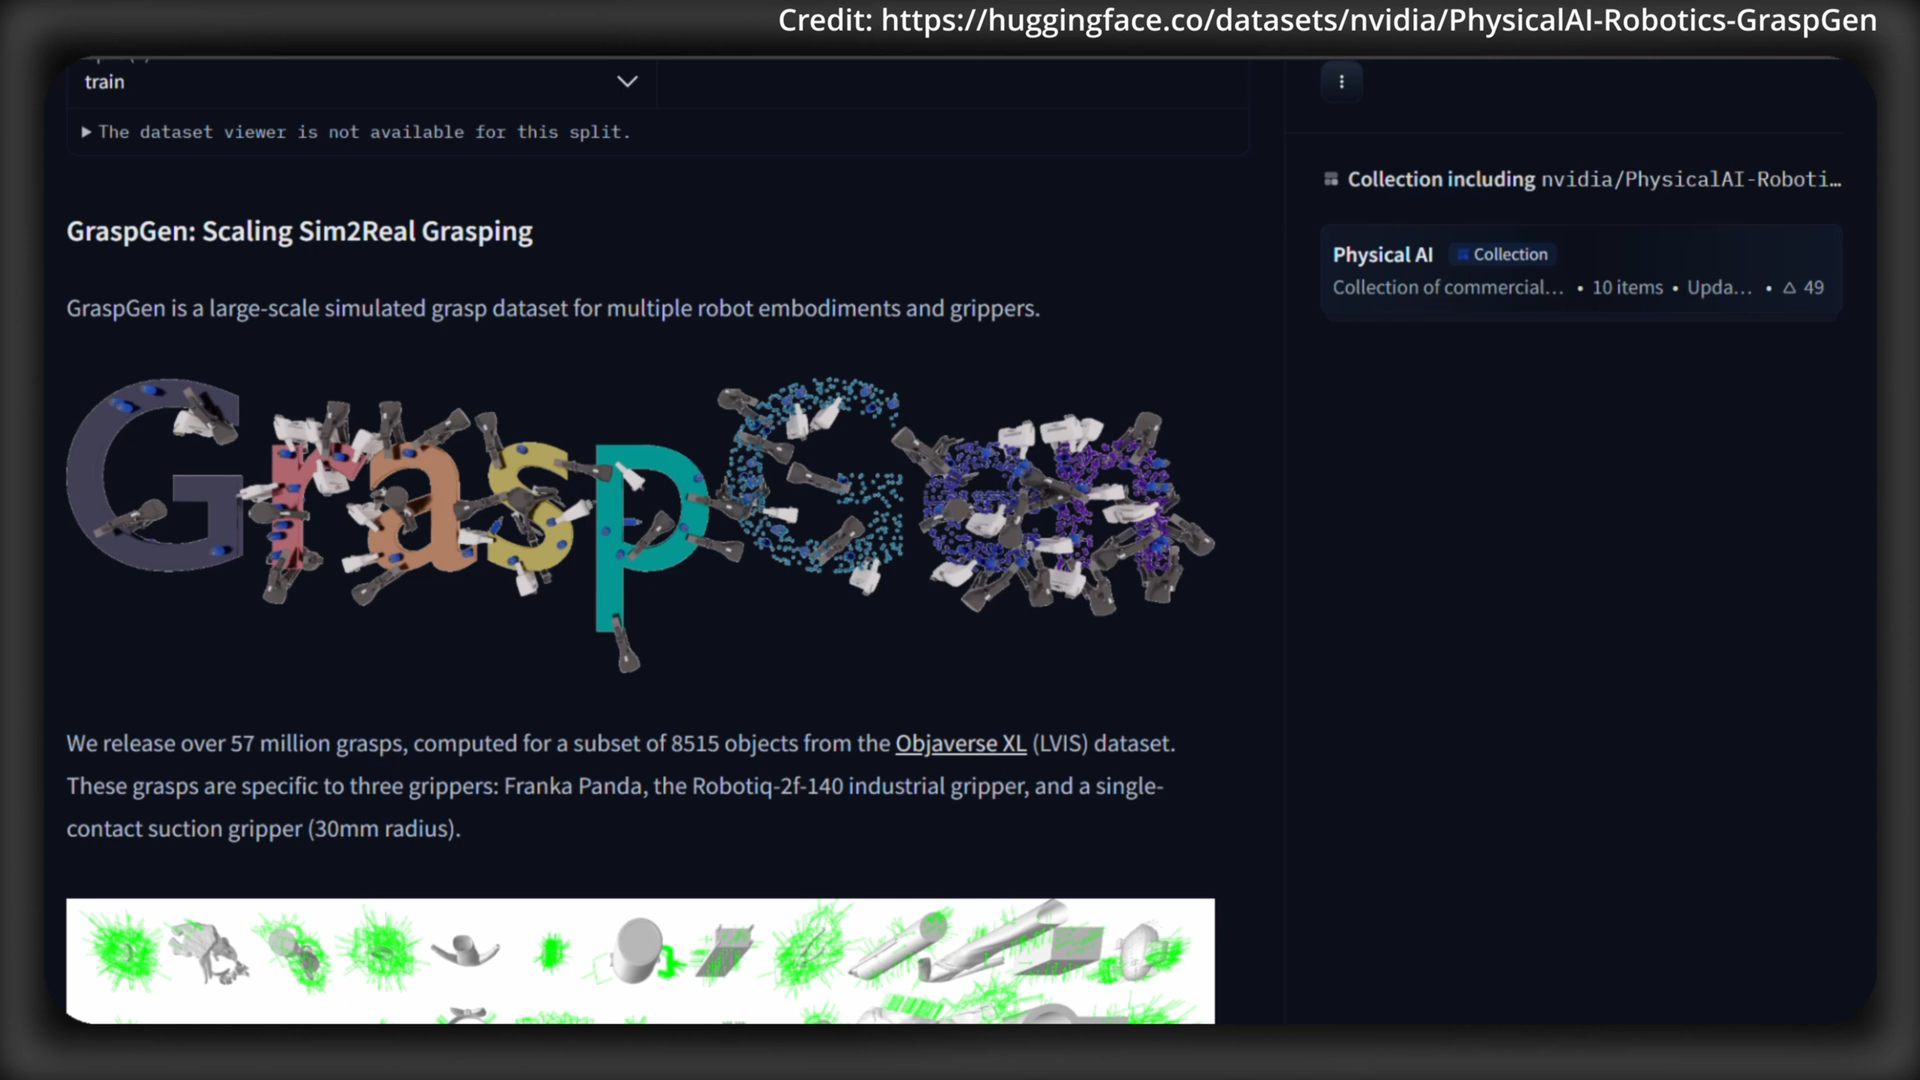 Credit: https://huggingface.co/datasets/nvidia/PhysicalAI-Robotics-GraspGen
train
The dataset viewer is not available for this split.
GraspGen: Scaling Sim2Real Grasping
GraspGen is a large-scale simulated grasp dataset for multiple robot embodiments and grippers.
GraspGen
We release over 57 million grasps, computed for a subset of 8515 objects from the Objaverse XL (LVIS) dataset.
These grasps are specific to three grippers: Franka Panda, the Robotiq-2f-140 industrial gripper, and a single-
contact suction gripper (30mm radius).
Collection including nvidia/PhysicalAI-Roboti…
Physical AI Collection
Collection of commercial… • 10 items • Upda… • △ 49